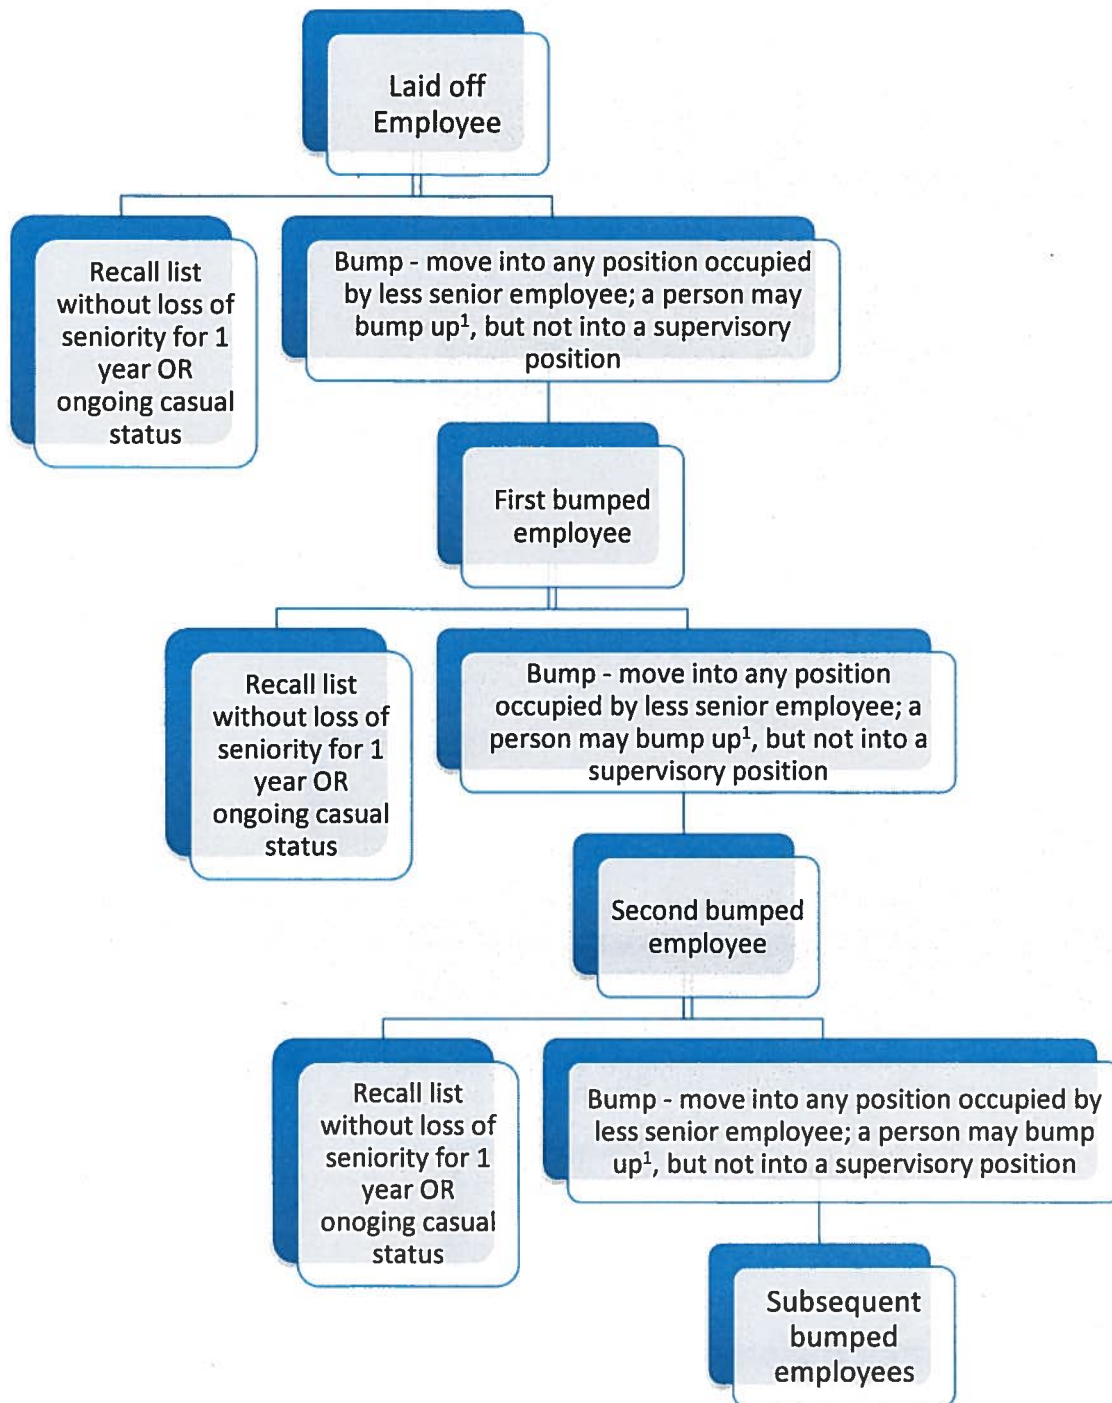 Laid off
Employee
Recall list
without loss of
seniority for 1
year OR
ongoing casual
status
Bump - move into any position occupied
by less senior employee; a person may
bump up¹, but not into a supervisory
position
First bumped
employee
Recall list
without loss of
seniority for 1
year OR
ongoing casual
status
Bump - move into any position
occupied by less senior employee; a
person may bump up¹, but not into a
supervisory position
Second bumped
employee
Recall list
without loss of
seniority for 1
year OR
onoging casual
status
Bump - move into any position occupied by
less senior employee; a person may bump
up¹, but not into a supervisory position
Subsequent
bumped
employees